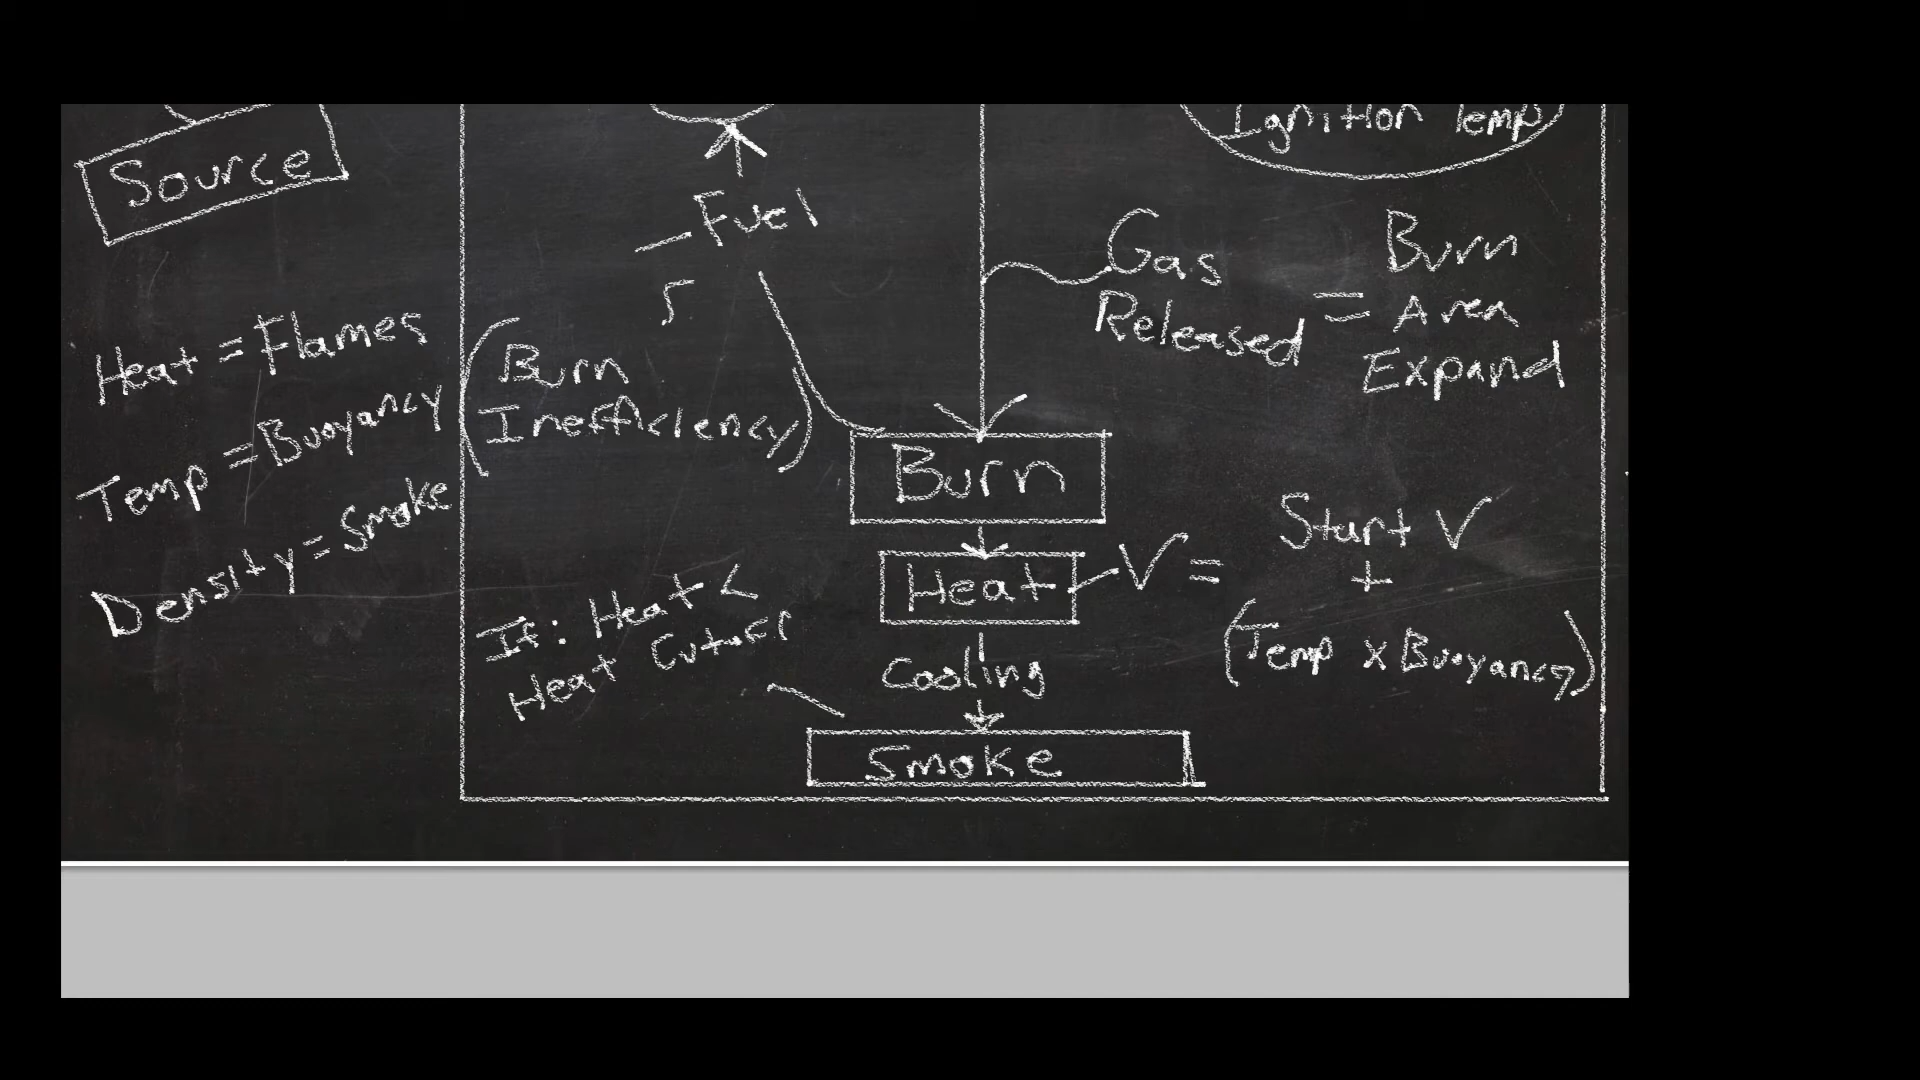 Ignition Temp
Source
Fuel
Gas
Released
=
Burn
Area
Expand
Heat = Flames
Temp = Buoyancy
Density = Smoke
(Burn
Inefficiency)
Burn
Heat
V =
Start V
+
(Temp x Buoyancy)
If: Heat <
Heat Cutoff
Cooling
Smoke